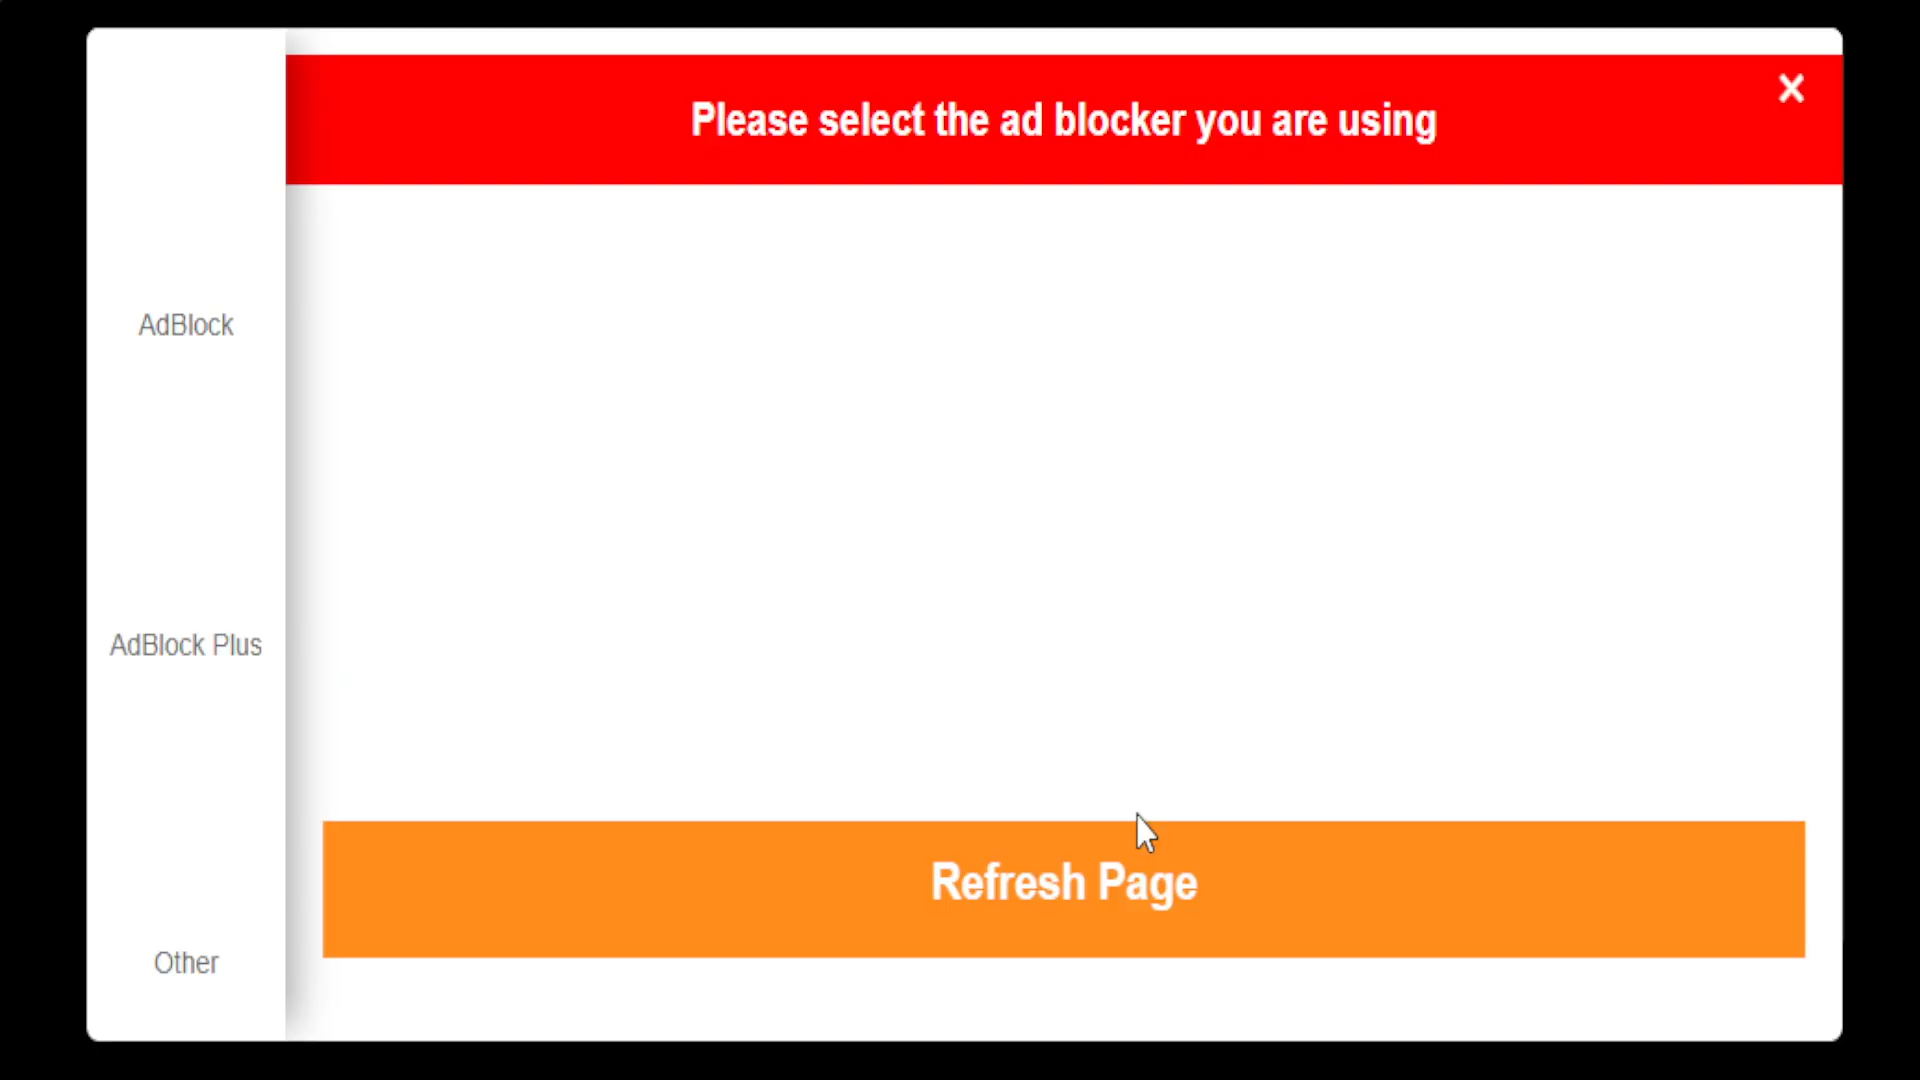 Please select the ad blocker you are using
AdBlock
AdBlock Plus
Other
Refresh Page